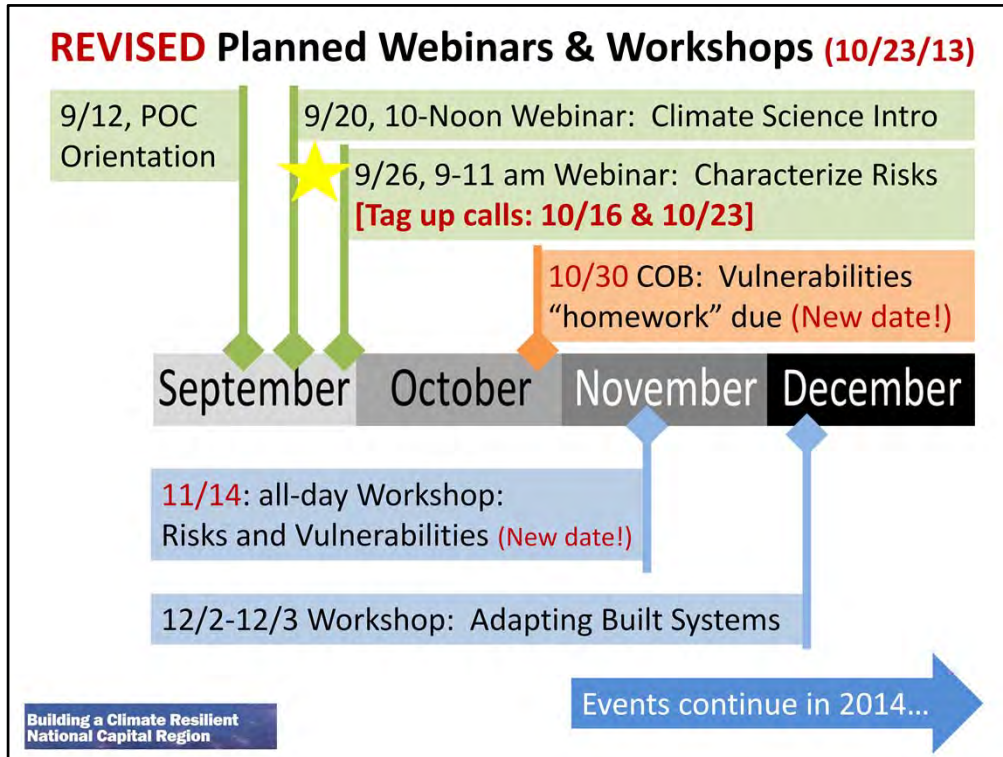 REVISED Planned Webinars & Workshops (10/23/13)
9/12, POC
Orientation
9/20, 10-Noon Webinar: Climate Science Intro
9/26, 9-11 am Webinar: Characterize Risks
[Tag up calls: 10/16 & 10/23]
10/30 COB: Vulnerabilities
“homework” due (New date!)
September October November December
11/14: all-day Workshop:
Risks and Vulnerabilities (New date!)
12/2-12/3 Workshop: Adapting Built Systems
Events continue in 2014...
Building a Climate Resilient
National Capital Region